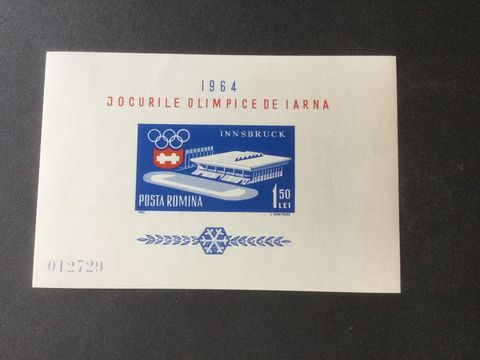 1964
JOCURILE OLIMPICE DE IARNA
INNSBRUCK
POSTA ROMINA
1 50
LEI
012729